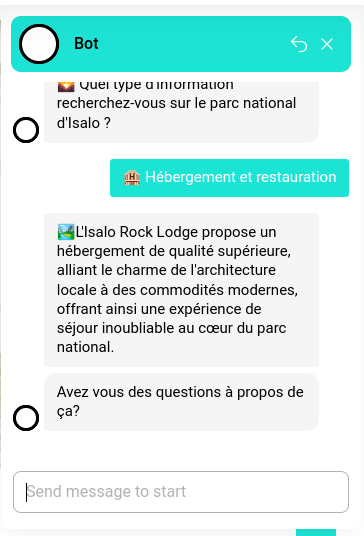 Bot
🌄 Quel type d'information
recherchez-vous sur le parc national
d'Isalo ?
🏨 Hébergement et restauration
🏞️L'Isalo Rock Lodge propose un
hébergement de qualité supérieure,
alliant le charme de l'architecture
locale à des commodités modernes,
offrant ainsi une expérience de
séjour inoubliable au cœur du parc
national.
Avez vous des questions à propos de
ça?
Send message to start